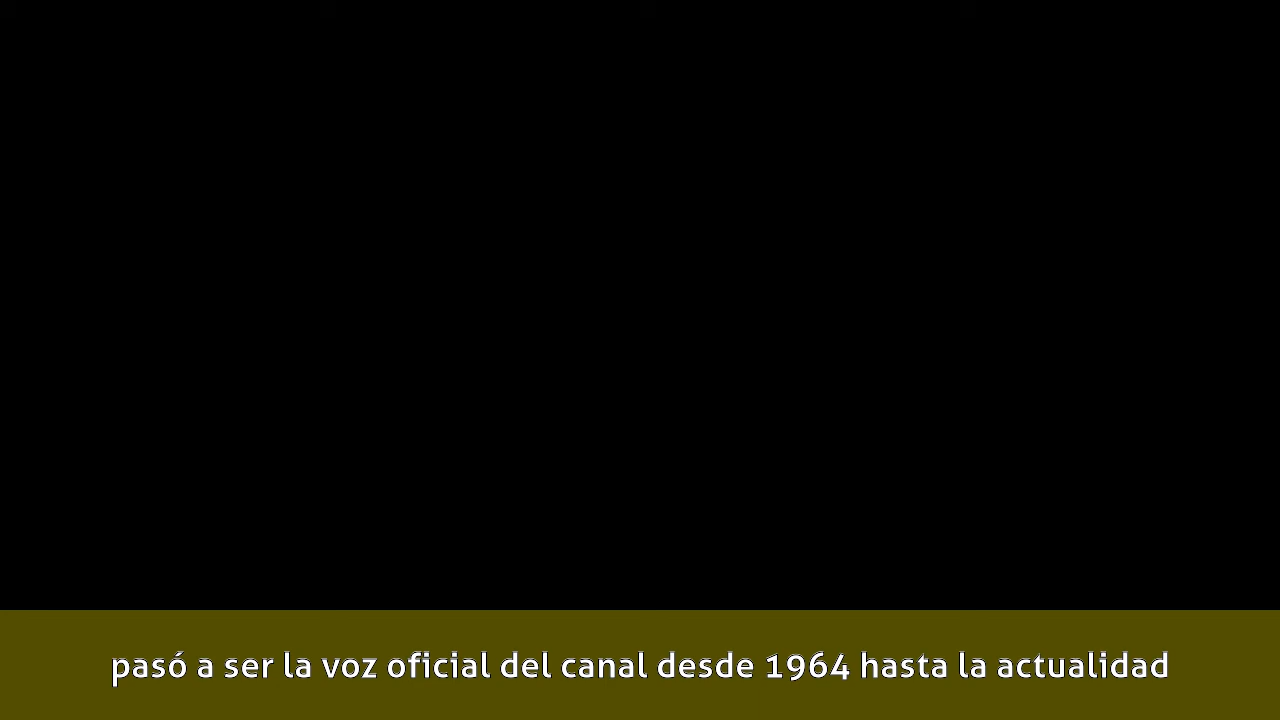 pasó a ser la voz oficial del canal desde 1964 hasta la actualidad